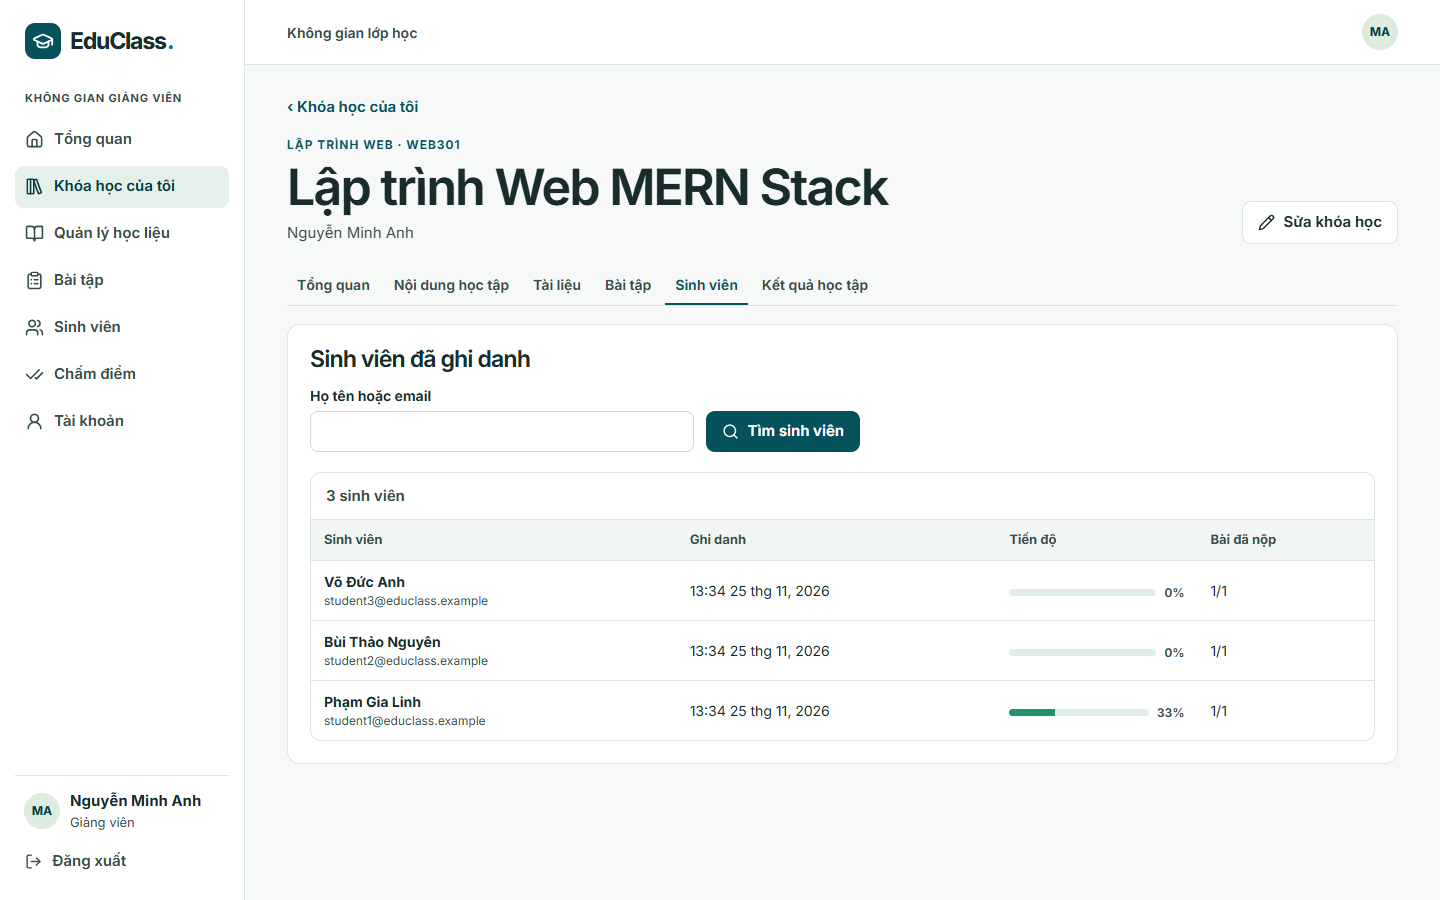 EduClass.
KHÔNG GIAN GIẢNG VIÊN
Tổng quan
Khóa học của tôi
Quản lý học liệu
Bài tập
Sinh viên
Chấm điểm
Tài khoản
MA
Nguyễn Minh Anh
Giảng viên
Đăng xuất
Không gian lớp học
MA
‹ Khóa học của tôi
LẬP TRÌNH WEB · WEB301
Lập trình Web MERN Stack
Nguyễn Minh Anh
Sửa khóa học
Tổng quan Nội dung học tập Tài liệu Bài tập Sinh viên Kết quả học tập
Sinh viên đã ghi danh
Họ tên hoặc email
Tìm sinh viên
3 sinh viên
Sinh viên Ghi danh Tiến độ Bài đã nộp
Võ Đức Anh
student3@educlass.example
13:34 25 thg 11, 2026 0% 1/1
Bùi Thảo Nguyên
student2@educlass.example
13:34 25 thg 11, 2026 0% 1/1
Phạm Gia Linh
student1@educlass.example
13:34 25 thg 11, 2026 33% 1/1